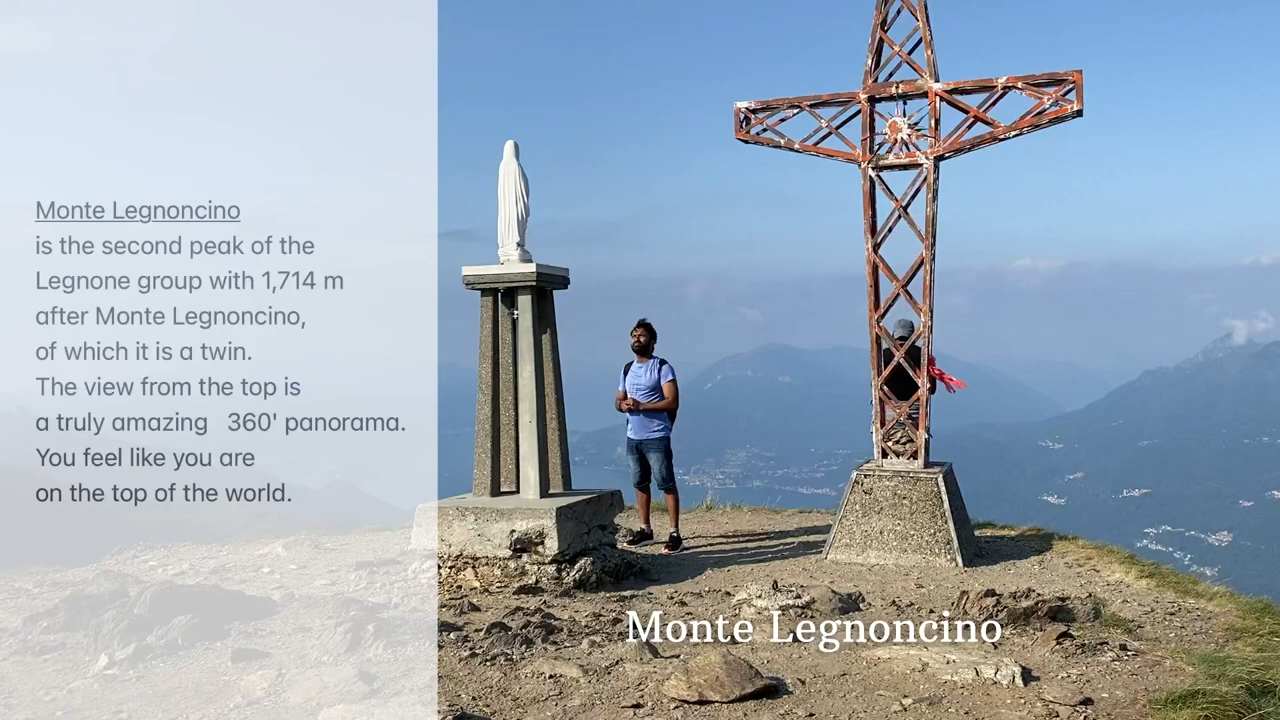 Monte Legnoncino
is the second peak of the
Legnone group with 1,714 m
after Monte Legnoncino,
of which it is a twin.
The view from the top is
a truly amazing   360' panorama.
You feel like you are
on the top of the world.
Monte Legnoncino